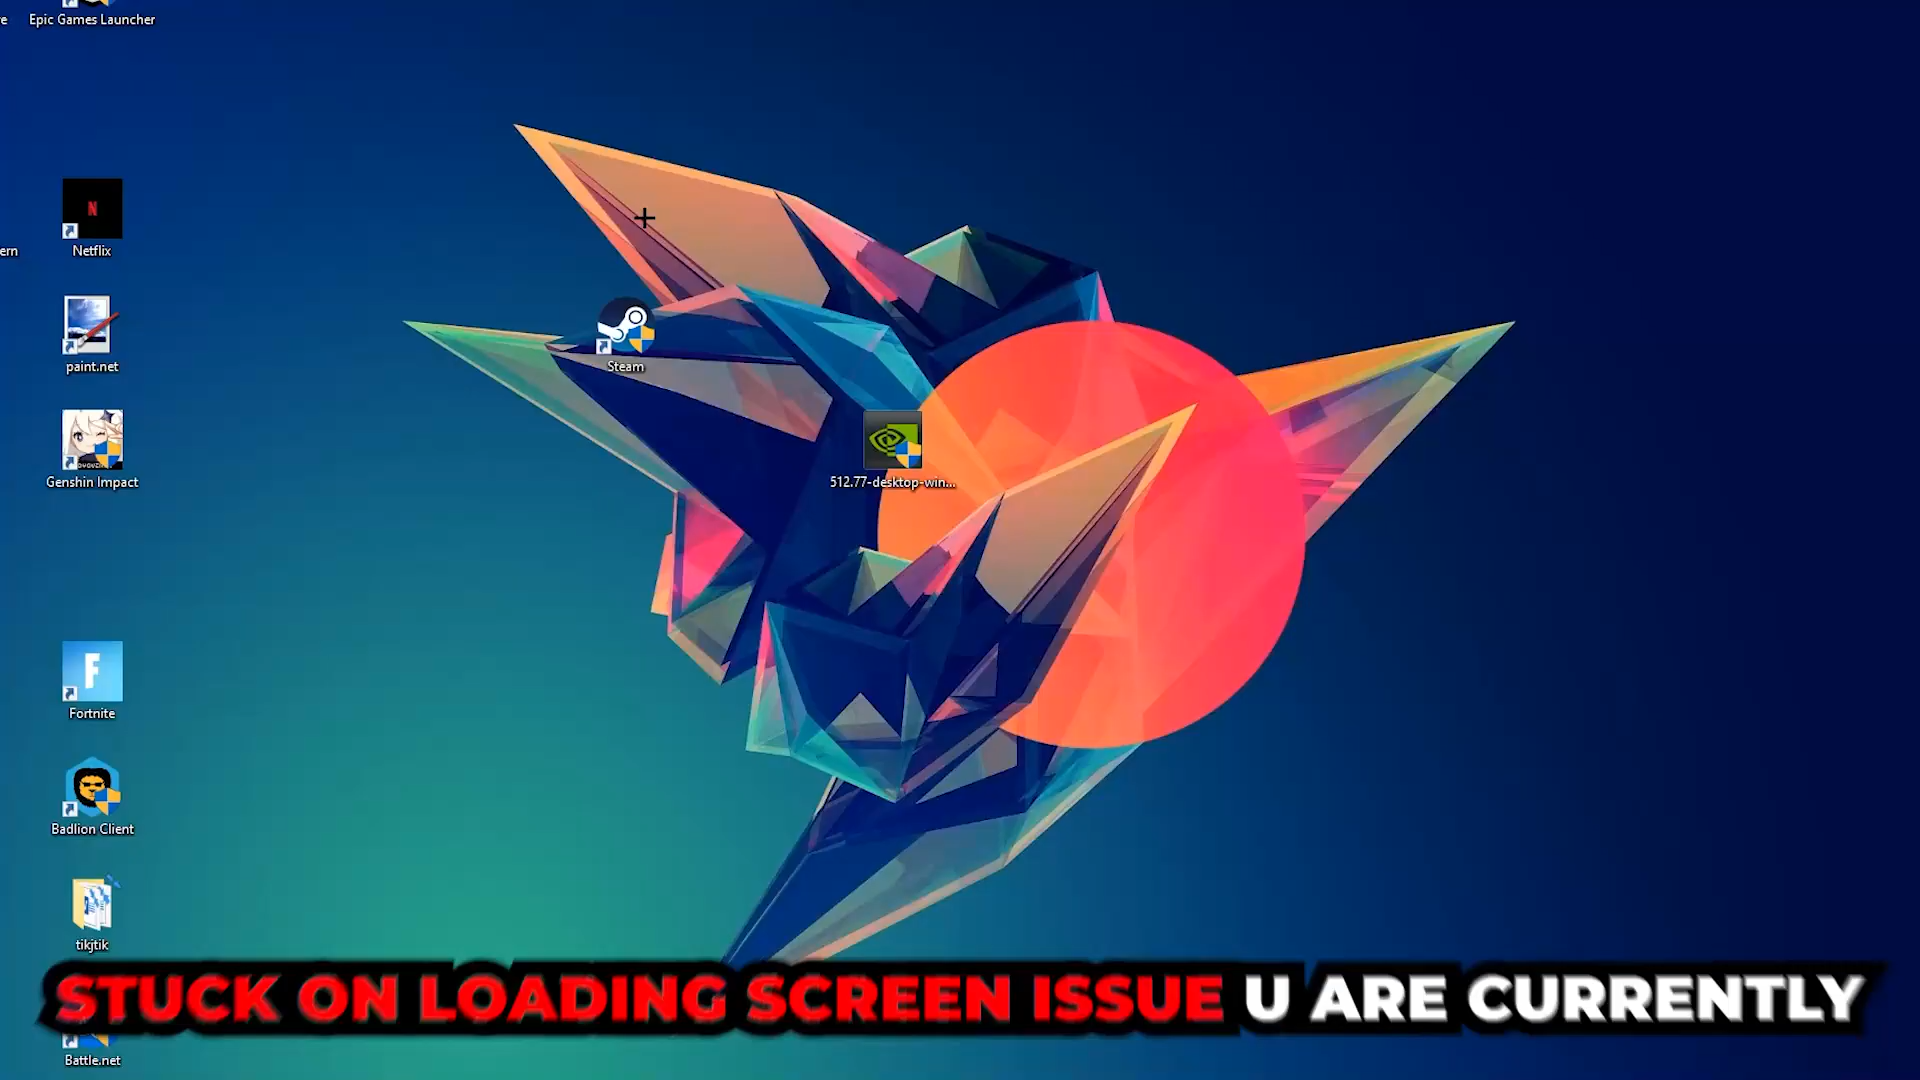 Epic Games Launcher
Netflix
ern
paint.net
Steam
Genshin Impact
512.77-desktop-win...
F
Fortnite
Badlion Client
tikjtik
STUCK ON LOADING SCREEN ISSUE U ARE CURRENTLY
Battle.net